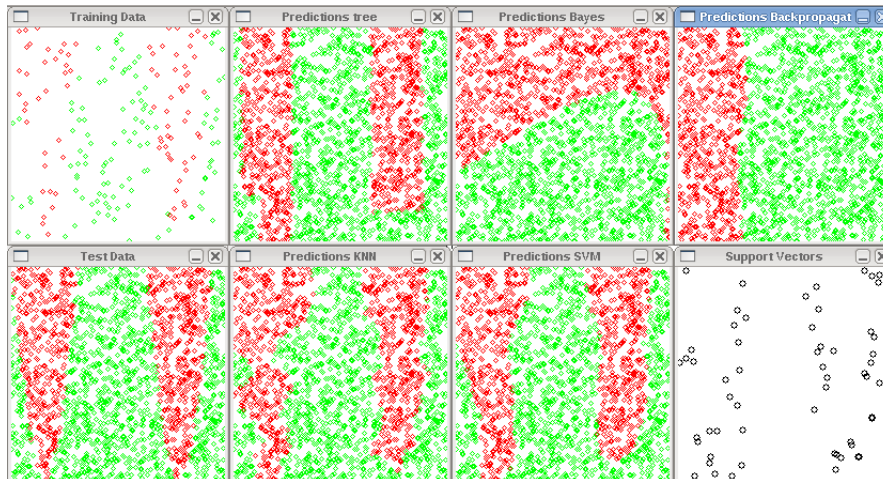 Training Data
Predictions tree
Predictions Bayes
Predictions Backpropagat
Test Data
Predictions KNN
Predictions SVM
Support Vectors